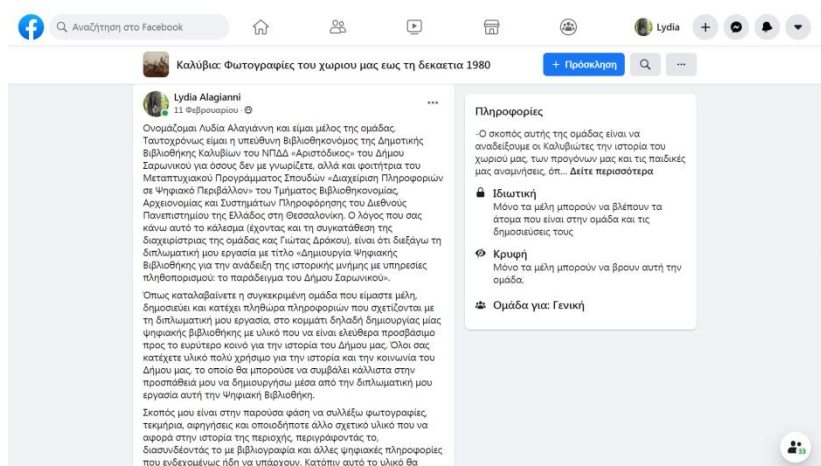 Αναζήτηση στο Facebook
Lydia
Καλύβια: Φωτογραφίες του χωριου μας εως τη δεκαετια 1980
+ Πρόσκληση
Lydia Alagianni
11 Φεβρουαρίου ·
Ονομάζομαι Λυδία Αλαγιάννη και είμαι μέλος της ομάδας.
Ταυτοχρόνως είμαι η υπεύθυνη Βιβλιοθηκονόμος της Δημοτικής
Βιβλιοθήκης Καλυβίων του ΝΠΔΔ «Αριστόδικος» του Δήμου
Σαρωνικού για όσους δεν με γνωρίζετε, αλλά και φοιτήτρια του
Μεταπτυχιακού Προγράμματος Σπουδών «Διαχείριση Πληροφοριών
σε Ψηφιακό Περιβάλλον» του Τμήματος Βιβλιοθηκονομίας,
Αρχειονομίας και Συστημάτων Πληροφόρησης του Διεθνούς
Πανεπιστημίου της Ελλάδος στη Θεσσαλονίκη. Ο λόγος που σας
κάνω αυτό το κάλεσμα (έχοντας και τη συγκατάθεση της
διαχειρίστριας της ομάδας κας Γιώτας Δράκου), είναι ότι διεξάγω τη
διπλωματική μου εργασία με τίτλο «Δημιουργία Ψηφιακής
Βιβλιοθήκης για την ανάδειξη της ιστορικής μνήμης με υπηρεσίες
πληθοπορισμού: το παράδειγμα του Δήμου Σαρωνικού».
Όπως καταλαβαίνετε η συγκεκριμένη ομάδα που είμαστε μέλη,
δημοσιεύει και κατέχει πληθώρα πληροφοριών που σχετίζονται με
τη διπλωματική μου εργασία, στο κομμάτι δηλαδή δημιουργίας μίας
ψηφιακής βιβλιοθήκης με υλικό που να είναι ελεύθερα προσβάσιμο
προς το ευρύτερο κοινό για την ιστορία του Δήμου μας. Όλοι σας
κατέχετε υλικό πολύ χρήσιμο για την ιστορία και την κοινωνία του
Δήμου μας, το οποίο θα μπορούσε να συμβάλει κάλλιστα στην
προσπάθειά μου να δημιουργήσω μέσα από την διπλωματική μου
εργασία αυτή την Ψηφιακή Βιβλιοθήκη.
Σκοπός μου είναι στην παρούσα φάση να συλλέξω φωτογραφίες,
τεκμήρια, αφηγήσεις και οποιοδήποτε άλλο σχετικό υλικό που να
αφορά στην ιστορία της περιοχής, περιγράφοντάς το,
διασυνδέοντάς το με βιβλιογραφία και άλλες ψηφιακές πληροφορίες
που ενδεχομένως ήδη να υπάρχουν. Κατόπιν αυτό το υλικό θα
Πληροφορίες
-Ο σκοπός αυτής της ομάδας είναι να
αναδείξουμε οι Καλυβιώτες την ιστορία του
χωριού μας, των προγόνων μας και τις παιδικές
μας αναμνήσεις, όπ... Δείτε περισσότερα
Ιδιωτική
Μόνο τα μέλη μπορούν να βλέπουν τα
άτομα που είναι στην ομάδα και τις
δημοσιεύσεις τους
Κρυφή
Μόνο τα μέλη μπορούν να βρουν αυτή την
ομάδα.
Ομάδα για: Γενική
33